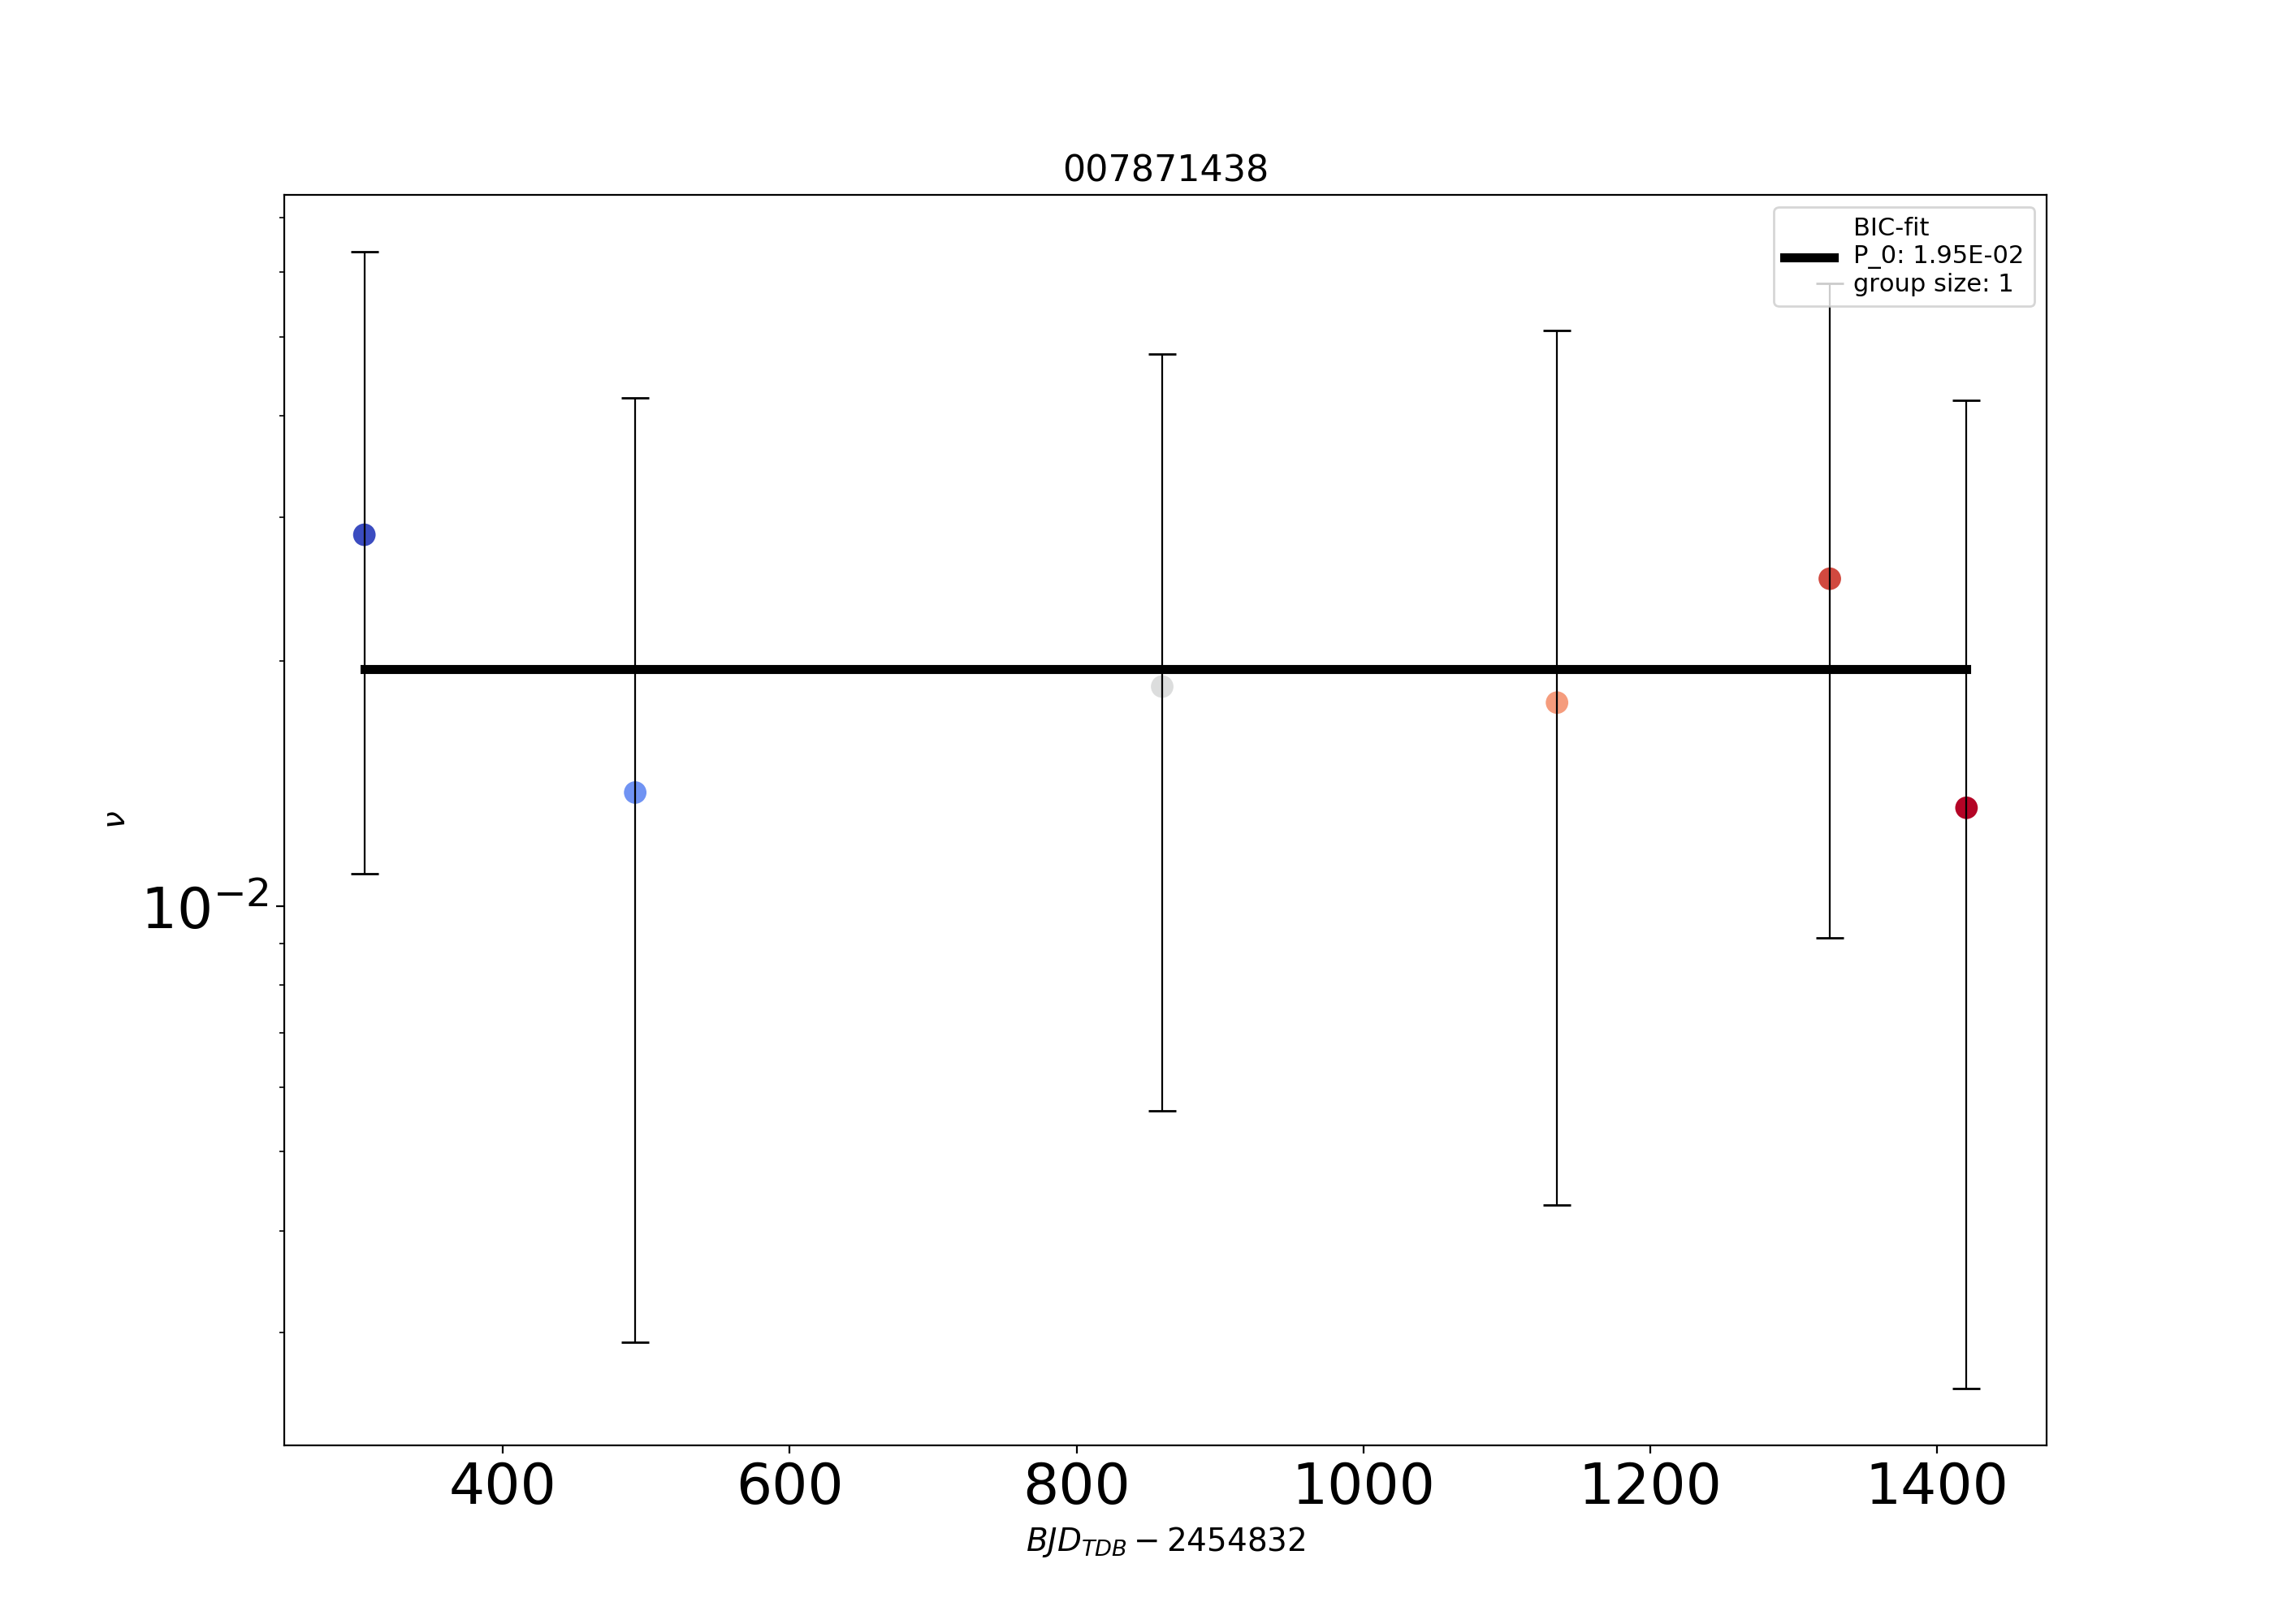 007871438
BIC-fit
P_0: 1.95E-02
group size: 1
ν
10⁻²
400 600 800 1000 1200 1400
BJD_TDB − 2454832